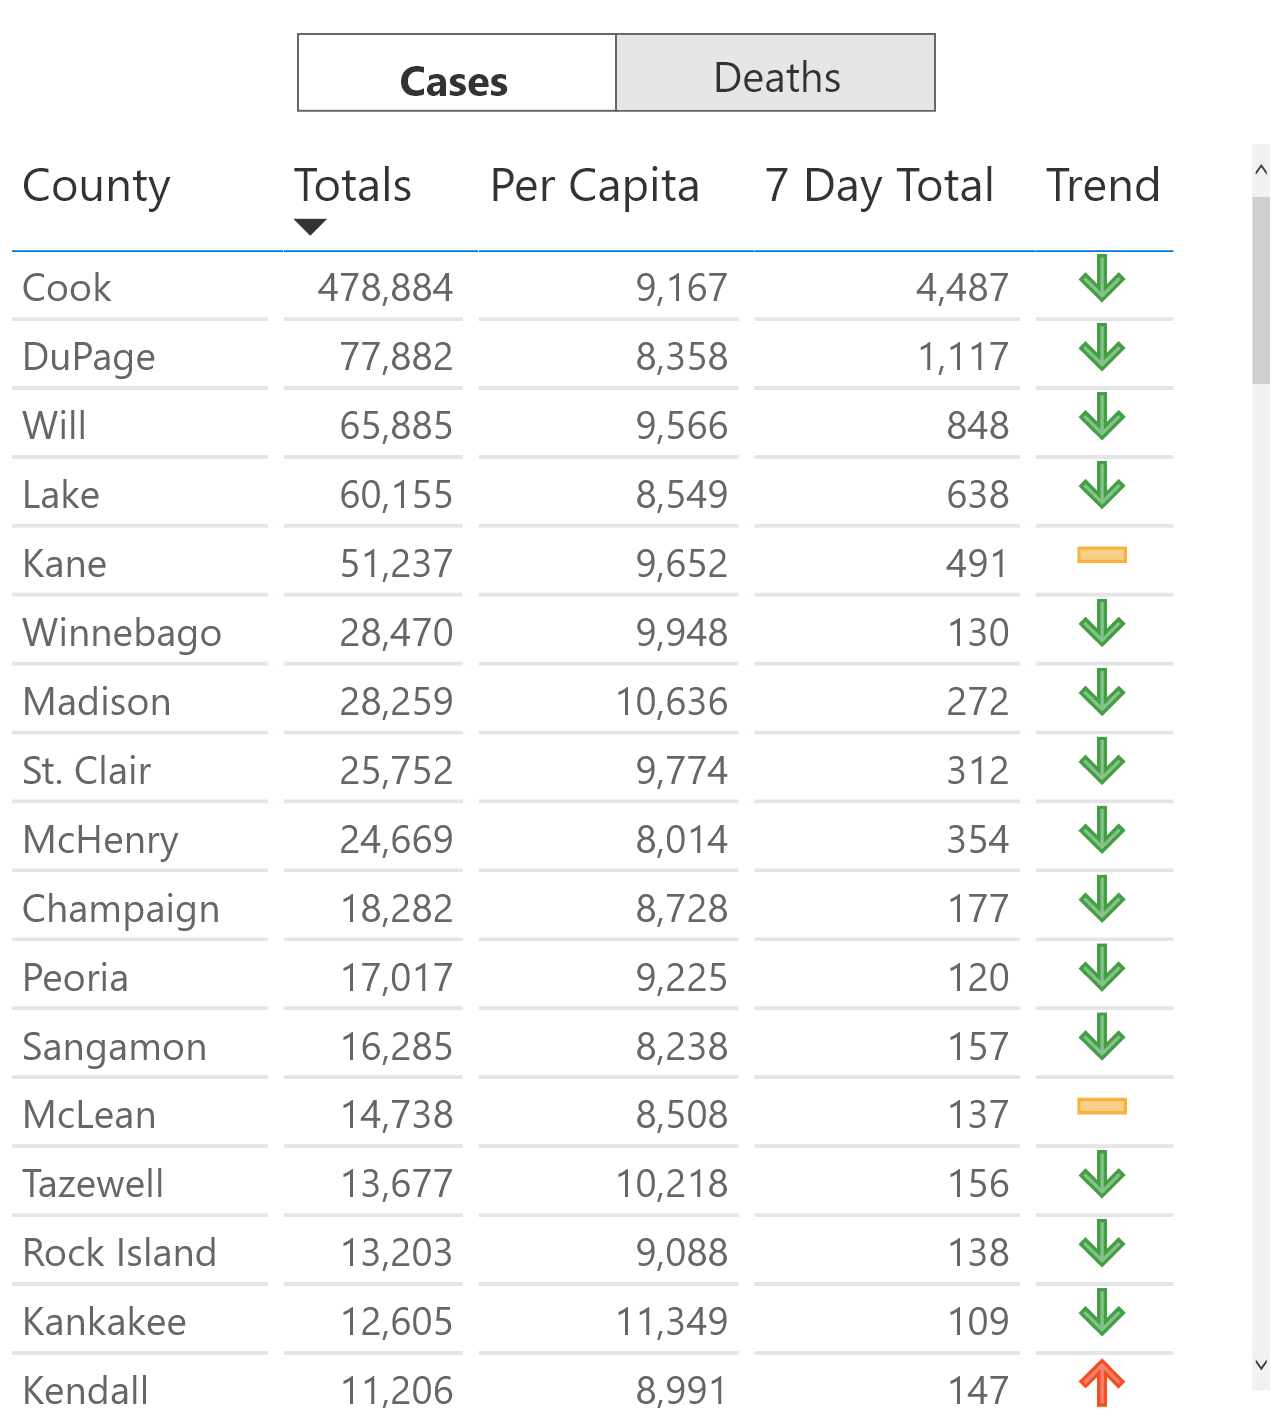 Cases Deaths
County Totals Per Capita 7 Day Total Trend
Cook 478,884 9,167 4,487
DuPage 77,882 8,358 1,117
Will 65,885 9,566 848
Lake 60,155 8,549 638
Kane 51,237 9,652 491
Winnebago 28,470 9,948 130
Madison 28,259 10,636 272
St. Clair 25,752 9,774 312
McHenry 24,669 8,014 354
Champaign 18,282 8,728 177
Peoria 17,017 9,225 120
Sangamon 16,285 8,238 157
McLean 14,738 8,508 137
Tazewell 13,677 10,218 156
Rock Island 13,203 9,088 138
Kankakee 12,605 11,349 109
Kendall 11,206 8,991 147